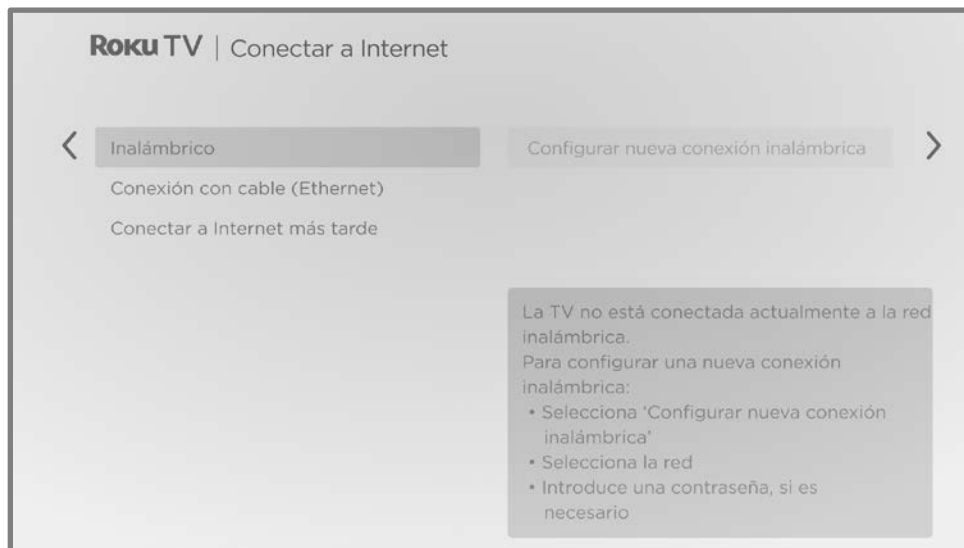 Roku TV | Conectar a Internet
Inalámbrico
Configurar nueva conexión inalámbrica
Conexión con cable (Ethernet)
Conectar a Internet más tarde
La TV no está conectada actualmente a la red
inalámbrica.
Para configurar una nueva conexión
inalámbrica:
• Selecciona ‘Configurar nueva conexión
inalámbrica’
• Selecciona la red
• Introduce una contraseña, si es
necesario